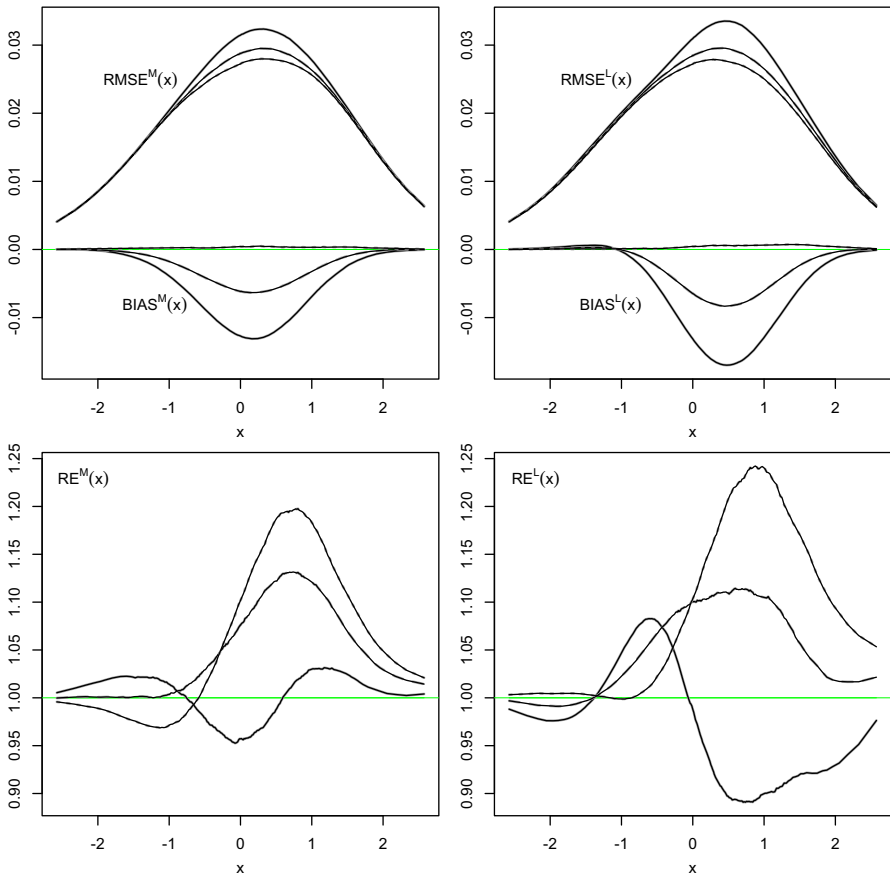 0.03
0.02
0.01
0.00
-0.01
RMSE^M(x)
BIAS^M(x)
-2 -1 0 1 2
x
0.03
0.02
0.01
0.00
-0.01
RMSE^L(x)
BIAS^L(x)
-2 -1 0 1 2
x
1.25
1.20
1.15
1.10
1.05
1.00
0.95
0.90
RE^M(x)
-2 -1 0 1 2
x
1.25
1.20
1.15
1.10
1.05
1.00
0.95
0.90
RE^L(x)
-2 -1 0 1 2
x